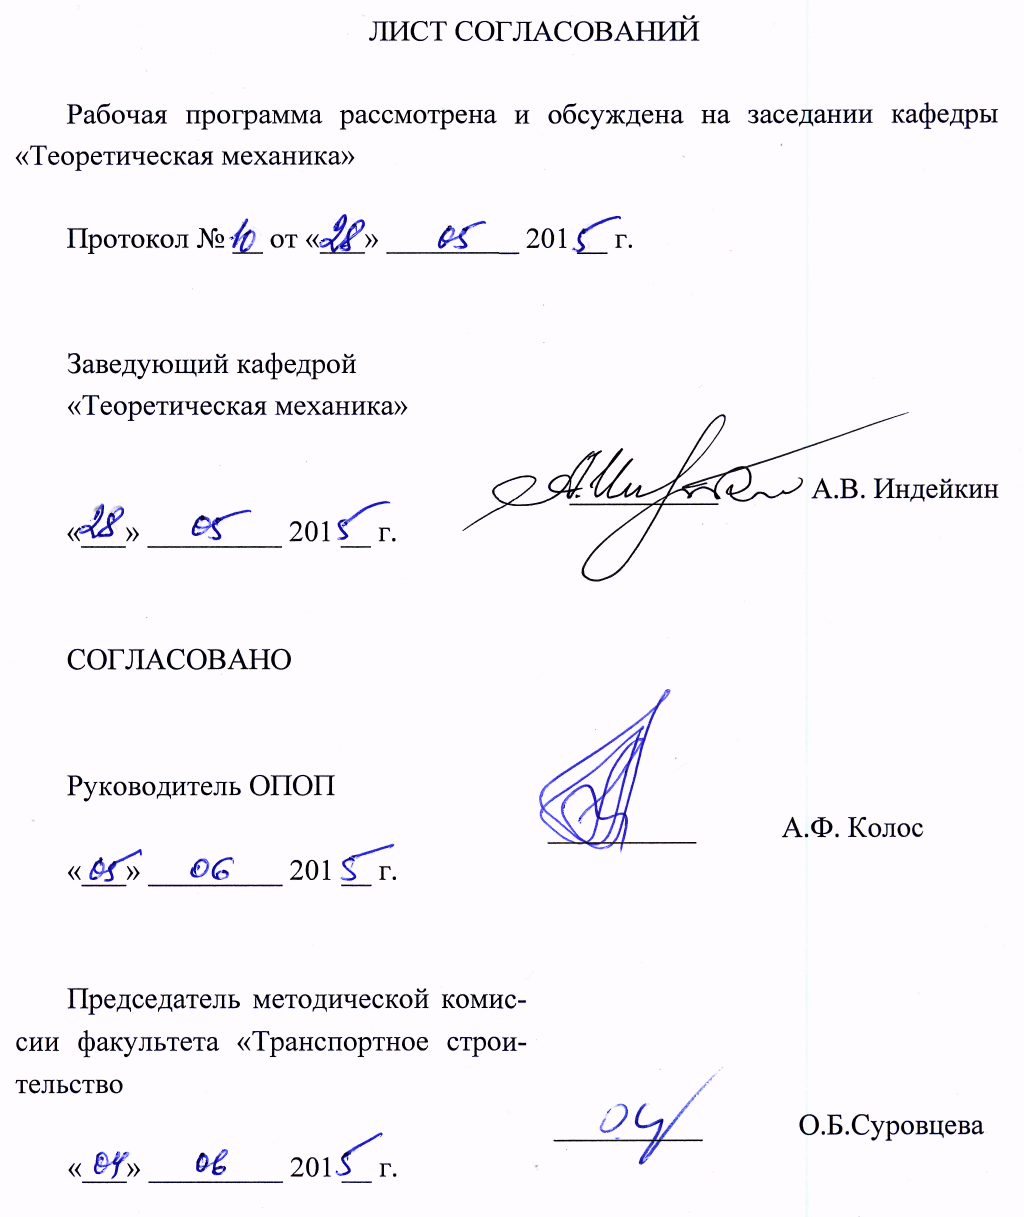 ЛИСТ СОГЛАСОВАНИЙ
Рабочая программа рассмотрена и обсуждена на заседании кафедры
«Теоретическая механика»
Протокол № 10 от «28» 05 2015 г.
Заведующий кафедрой
«Теоретическая механика»
А.В. Индейкин
«28» 05 2015 г.
СОГЛАСОВАНО
Руководитель ОПОП
А.Ф. Колос
«05» 06 2015 г.
Председатель методической комис-
сии факультета «Транспортное строи-
тельство
О.Б.Суровцева
«04» 06 2015 г.